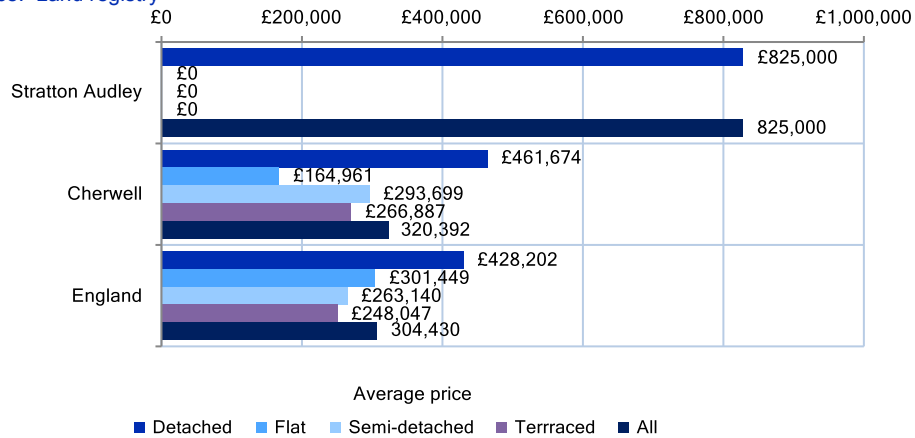 Land registry
£0 £200,000 £400,000 £600,000 £800,000 £1,000,000
£825,000
£0
Stratton Audley £0
£0
825,000
£461,674
£164,961
Cherwell £293,699
£266,887
320,392
£428,202
£301,449
England £263,140
£248,047
304,430
Average price
Detached Flat Semi-detached Terrraced All